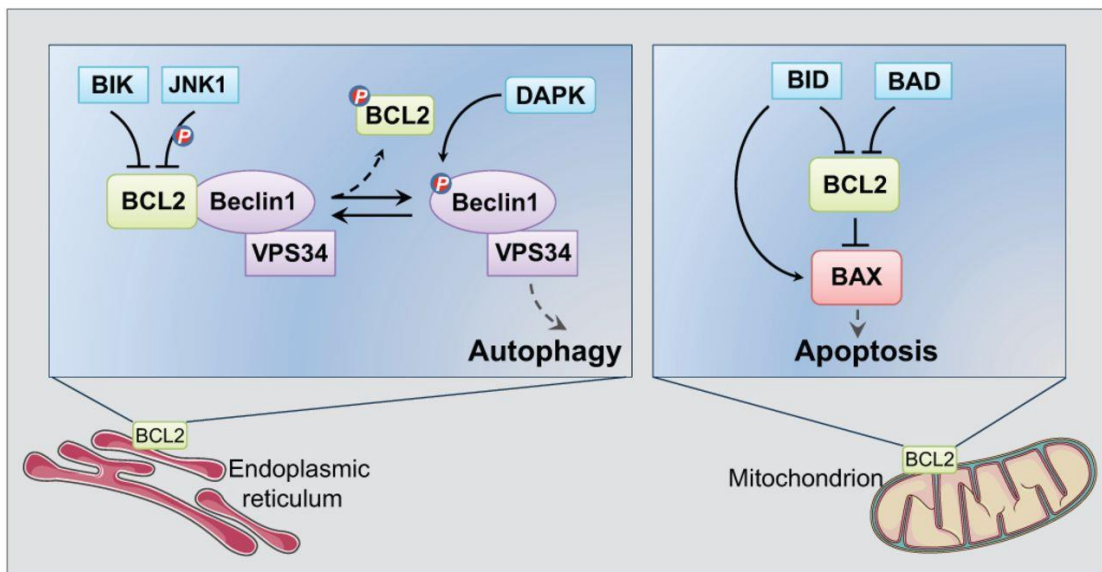 BIK
JNK1
P
BCL2
Beclin1
VPS34
P
BCL2
DAPK
P
Beclin1
VPS34
Autophagy
BID
BAD
BCL2
BAX
Apoptosis
BCL2
Endoplasmic
reticulum
BCL2
Mitochondrion